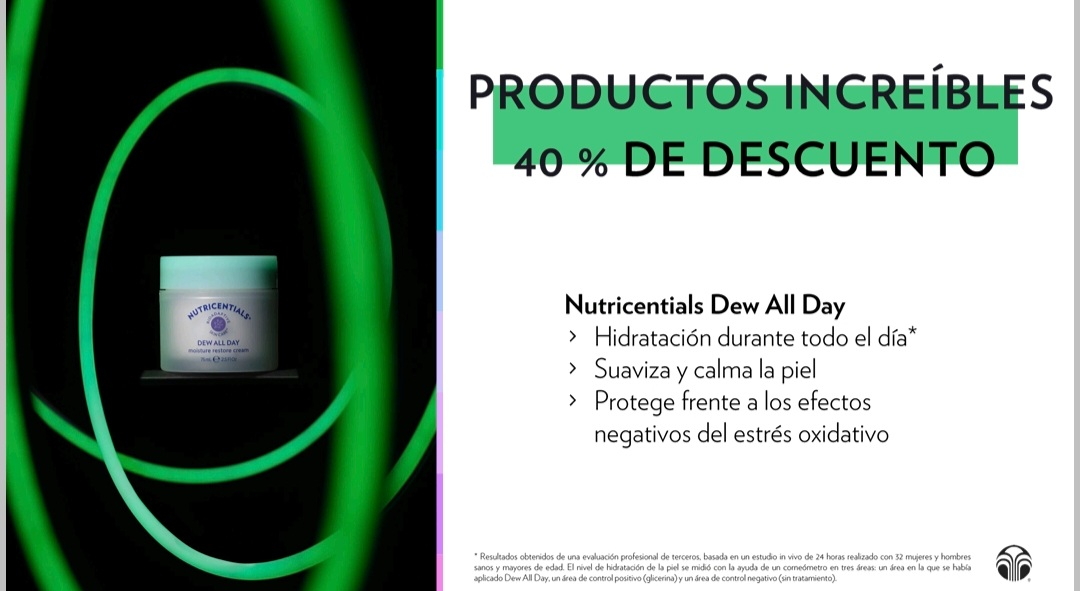 PRODUCTOS INCREÍBLES
40 % DE DESCUENTO
NUTRICENTIALS®
BIOADAPTIVE
SKIN CARE
DEW ALL DAY
moisture restore cream
75 mL ℮
Nutricentials Dew All Day
› Hidratación durante todo el día*
› Suaviza y calma la piel
› Protege frente a los efectos
negativos del estrés oxidativo
* Resultados obtenidos de una evaluación profesional de terceros, basada en un estudio in vivo de 24 horas realizado con 32 mujeres y hombres
sanos y mayores de edad. El nivel de hidratación de la piel se midió con la ayuda de un corneómetro en tres áreas: un área en la que se había
aplicado Dew All Day, un área de control positivo (glicerina) y un área de control negativo (sin tratamiento).